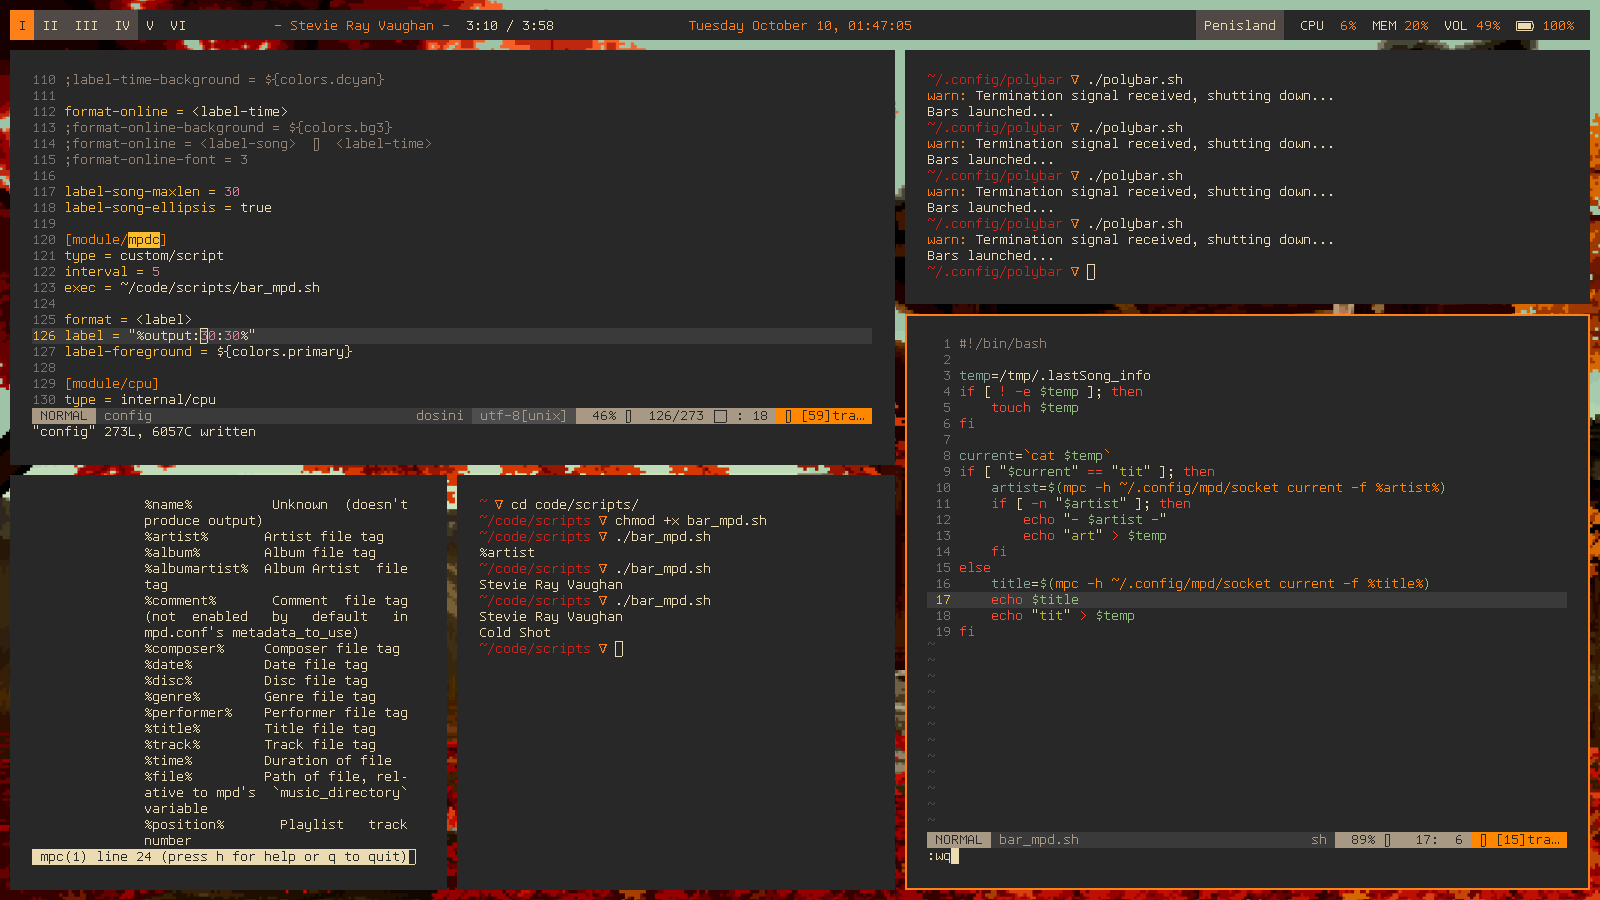 I II III IV V VI - Stevie Ray Vaughan - 3:10 / 3:58 Tuesday October 10, 01:47:05 Penisland CPU 6% MEM 20% VOL 49% 100%
110 ;label-time-background = ${colors.dcyan}
111
112 format-online = <label-time>
113 ;format-online-background = ${colors.bg3}
114 ;format-online = <label-song> ▯ <label-time>
115 ;format-online-font = 3
116
117 label-song-maxlen = 30
118 label-song-ellipsis = true
119
120 [module/mpdc]
121 type = custom/script
122 interval = 5
123 exec = ~/code/scripts/bar_mpd.sh
124
125 format = <label>
126 label = "%output:30:30%"
127 label-foreground = ${colors.primary}
128
129 [module/cpu]
130 type = internal/cpu
NORMAL config dosini utf-8[unix] 46% ▯ 126/273 □ : 18 ▯ [59]tra…
"config" 273L, 6057C written
~/.config/polybar ∇ ./polybar.sh
warn: Termination signal received, shutting down...
Bars launched...
~/.config/polybar ∇ ./polybar.sh
warn: Termination signal received, shutting down...
Bars launched...
~/.config/polybar ∇ ./polybar.sh
warn: Termination signal received, shutting down...
Bars launched...
~/.config/polybar ∇ ./polybar.sh
warn: Termination signal received, shutting down...
Bars launched...
~/.config/polybar ∇
%name% Unknown (doesn't
produce output)
%artist% Artist file tag
%album% Album file tag
%albumartist% Album Artist file
tag
%comment% Comment file tag
(not enabled by default in
mpd.conf's metadata_to_use)
%composer% Composer file tag
%date% Date file tag
%disc% Disc file tag
%genre% Genre file tag
%performer% Performer file tag
%title% Title file tag
%track% Track file tag
%time% Duration of file
%file% Path of file, rel-
ative to mpd's `music_directory`
variable
%position% Playlist track
number
mpc(1) line 24 (press h for help or q to quit)
~ ∇ cd code/scripts/
~/code/scripts ∇ chmod +x bar_mpd.sh
~/code/scripts ∇ ./bar_mpd.sh
%artist
~/code/scripts ∇ ./bar_mpd.sh
Stevie Ray Vaughan
~/code/scripts ∇ ./bar_mpd.sh
Stevie Ray Vaughan
Cold Shot
~/code/scripts ∇
1 #!/bin/bash
2
3 temp=/tmp/.lastSong_info
4 if [ ! -e $temp ]; then
5 touch $temp
6 fi
7
8 current=`cat $temp`
9 if [ "$current" == "tit" ]; then
10 artist=$(mpc -h ~/.config/mpd/socket current -f %artist%)
11 if [ -n "$artist" ]; then
12 echo "- $artist -"
13 echo "art" > $temp
14 fi
15 else
16 title=$(mpc -h ~/.config/mpd/socket current -f %title%)
17 echo $title
18 echo "tit" > $temp
19 fi
~
~
~
~
~
~
~
~
~
~
~
~
NORMAL bar_mpd.sh sh 89% ▯ 17: 6 ▯ [15]tra…
:wq